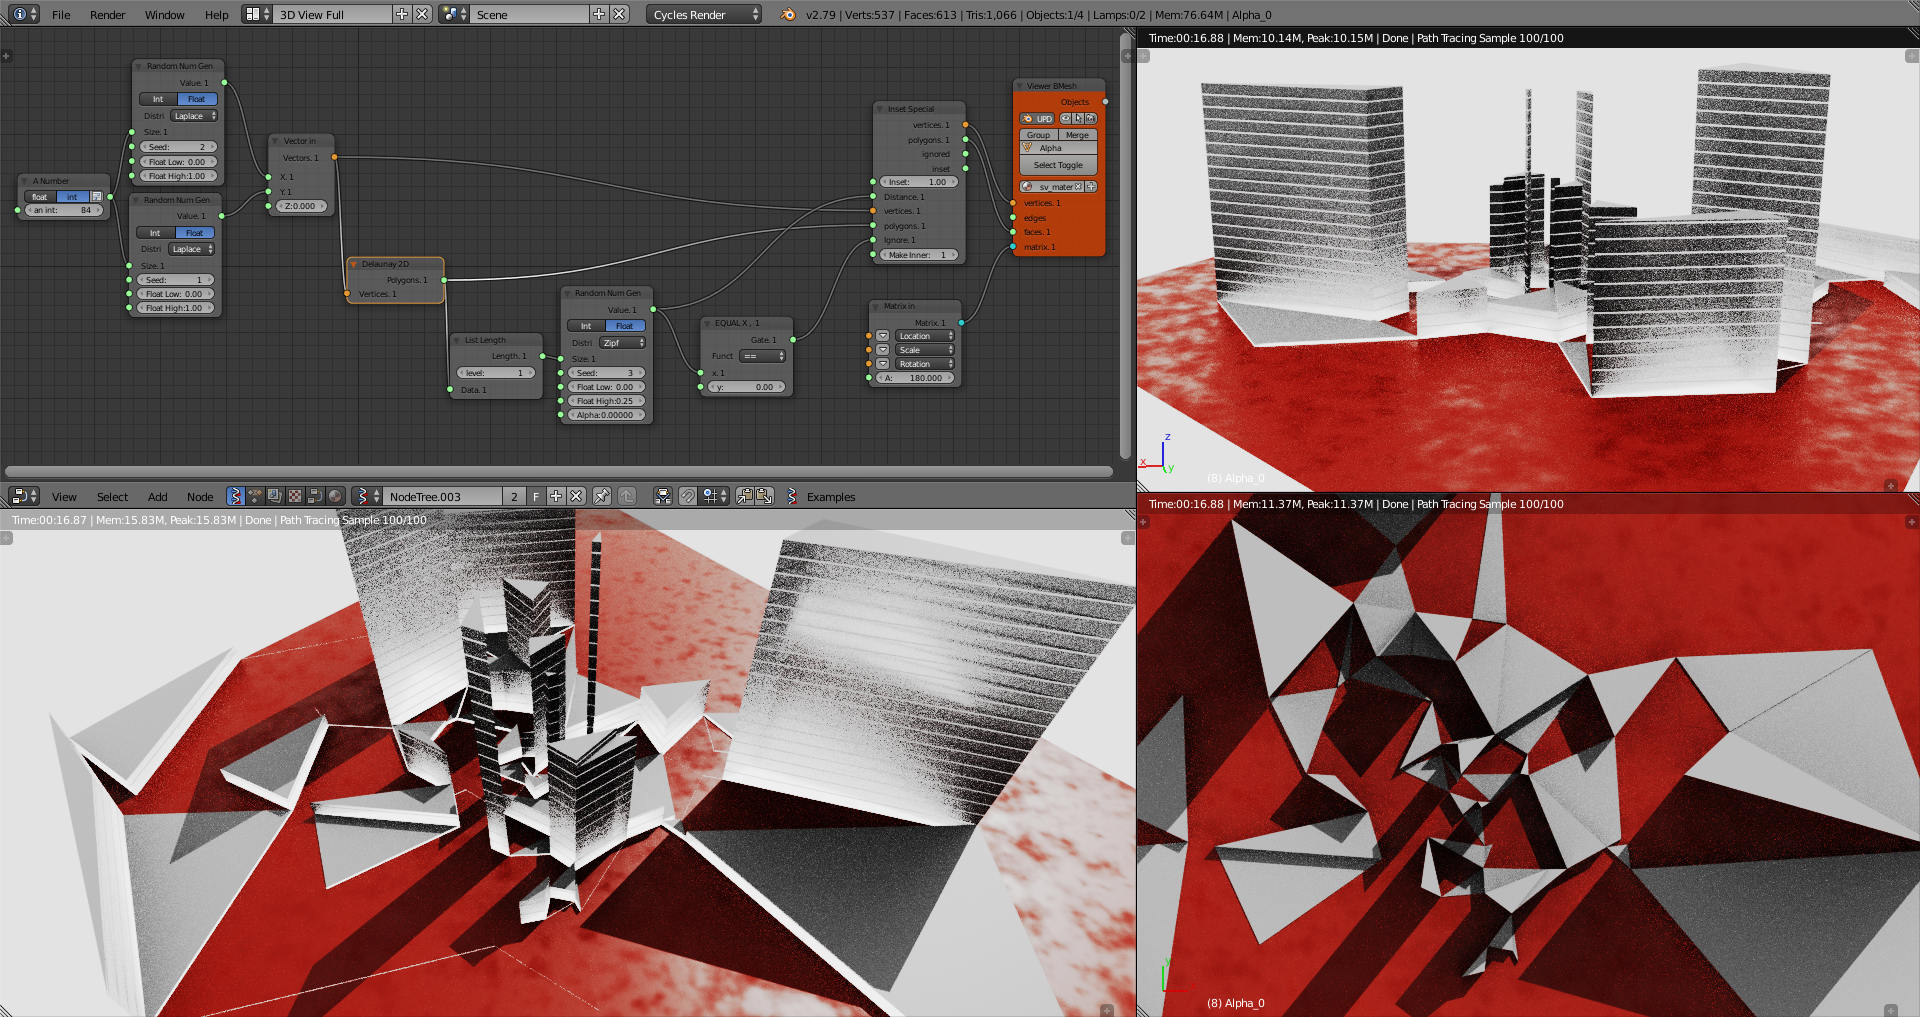 File Render Window Help 3D View Full Scene Cycles Render v2.79 | Verts:537 | Faces:613 | Tris:1,066 | Objects:1/4 | Lamps:0/2 | Mem:76.64M | Alpha_0
Random Num Gen
Value. 1
Int Float
Distri Laplace
Size. 1
Seed: 2
Float Low: 0.00
Float High:1.00
A Number
float int
an int: 84
Random Num Gen
Value. 1
Int Float
Distri Laplace
Size. 1
Seed: 1
Float Low: 0.00
Float High:1.00
Vector in
Vectors. 1
X. 1
Y. 1
Z:0.000
Delaunay 2D
Polygons. 1
Vertices. 1
List Length
Length. 1
level: 1
Data. 1
Random Num Gen
Value. 1
Int Float
Distri Zipf
Size. 1
Seed: 3
Float Low: 0.00
Float High:0.25
Alpha:0.00000
EQUAL X , 1
Gate. 1
Funct ==
x. 1
y: 0.00
Inset Special
vertices. 1
polygons. 1
ignored
inset
Inset: 1.00
Distance. 1
vertices. 1
polygons. 1
Ignore. 1
Make Inner: 1
Matrix in
Matrix. 1
Location
Scale
Rotation
A: 180.000
Viewer BMesh
Objects
UPD
Group Merge
Alpha
Select Toggle
sv_mater
vertices. 1
edges
faces. 1
matrix. 1
View Select Add Node NodeTree.003 2 F Examples
Time:00:16.88 | Mem:10.14M, Peak:10.15M | Done | Path Tracing Sample 100/100
z
x
y
(8) Alpha_0
Time:00:16.87 | Mem:15.83M, Peak:15.83M | Done | Path Tracing Sample 100/100
Time:00:16.88 | Mem:11.37M, Peak:11.37M | Done | Path Tracing Sample 100/100
(8) Alpha_0